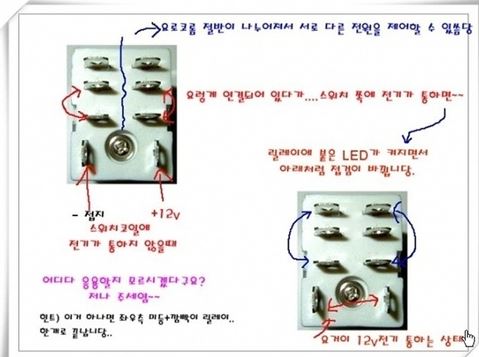 요로코롬 절반이 나누어져서 서로 다른 전원을 제어할 수 있씀당
요렇게 연결되어 있다가....스위치 쪽에 전기가 통하면~~
릴레이에 붙은 LED가 켜지면서
아래처럼 접점이 바뀝니다.
- 접지
+12v
스위치코일에
전기가 통하지 않을때
어디다 응용할지 모르시겠다구요?
저나 주세임~~
힌트) 이거 하나면 좌우측 미등+깜빡이 릴레이..
한개로 끝납니다..
요거이 12v전기 통하는 상태